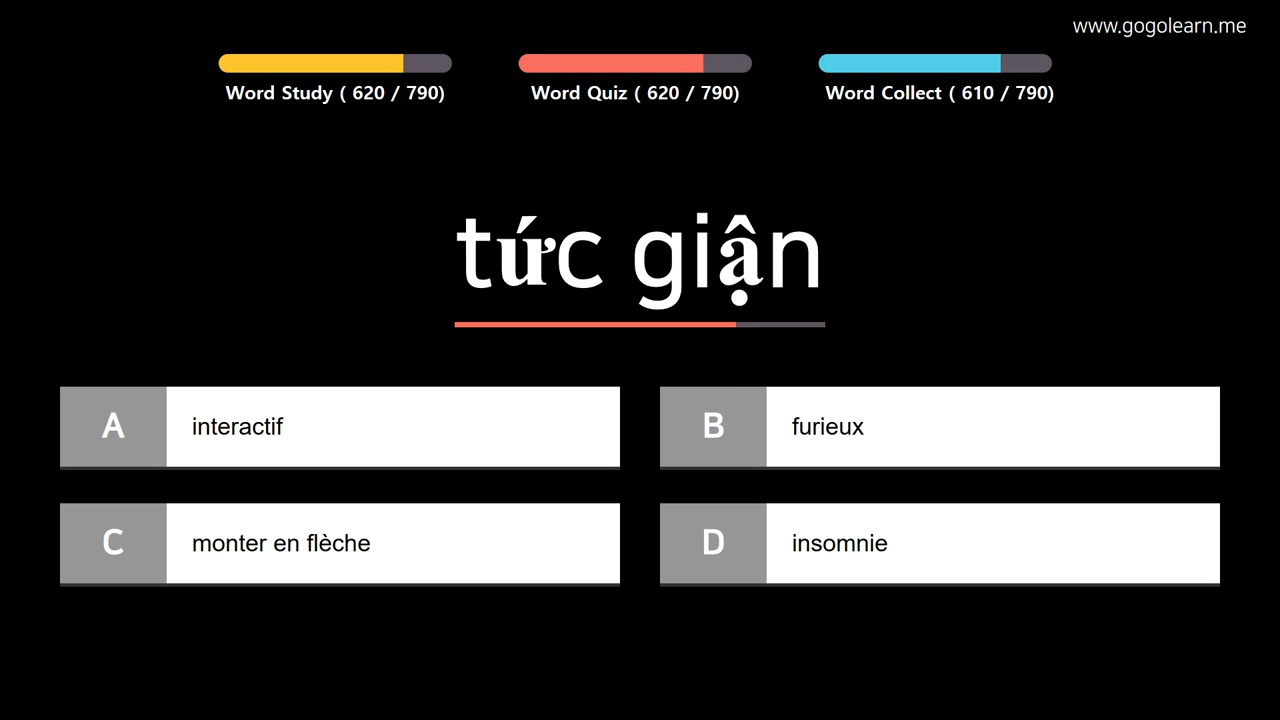 www.gogolearn.me
Word Study ( 620 / 790)
Word Quiz ( 620 / 790)
Word Collect ( 610 / 790)
tức giận
A interactif
B furieux
C monter en flèche
D insomnie